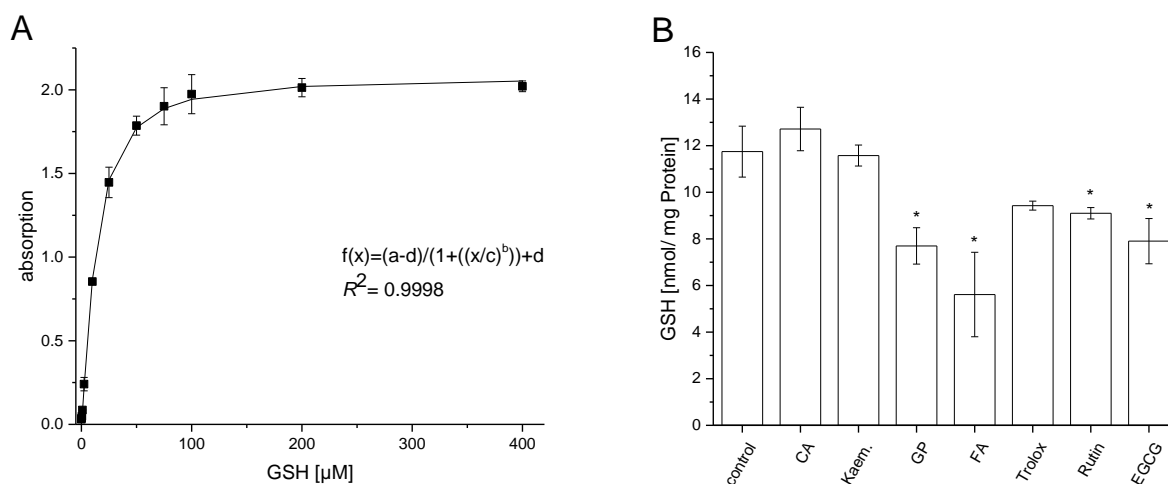 A
absorption
2.0
1.5
1.0
0.5
0.0
0
100
200
300
400
GSH [µM]
f(x)=(a-d)/(1+((x/c)^b))+d
R²= 0.9998
B
GSH [nmol/ mg Protein]
16
14
12
10
8
6
4
2
0
*
*
*
*
control
CA
Kaem.
GP
FA
Trolox
Rutin
EGCG